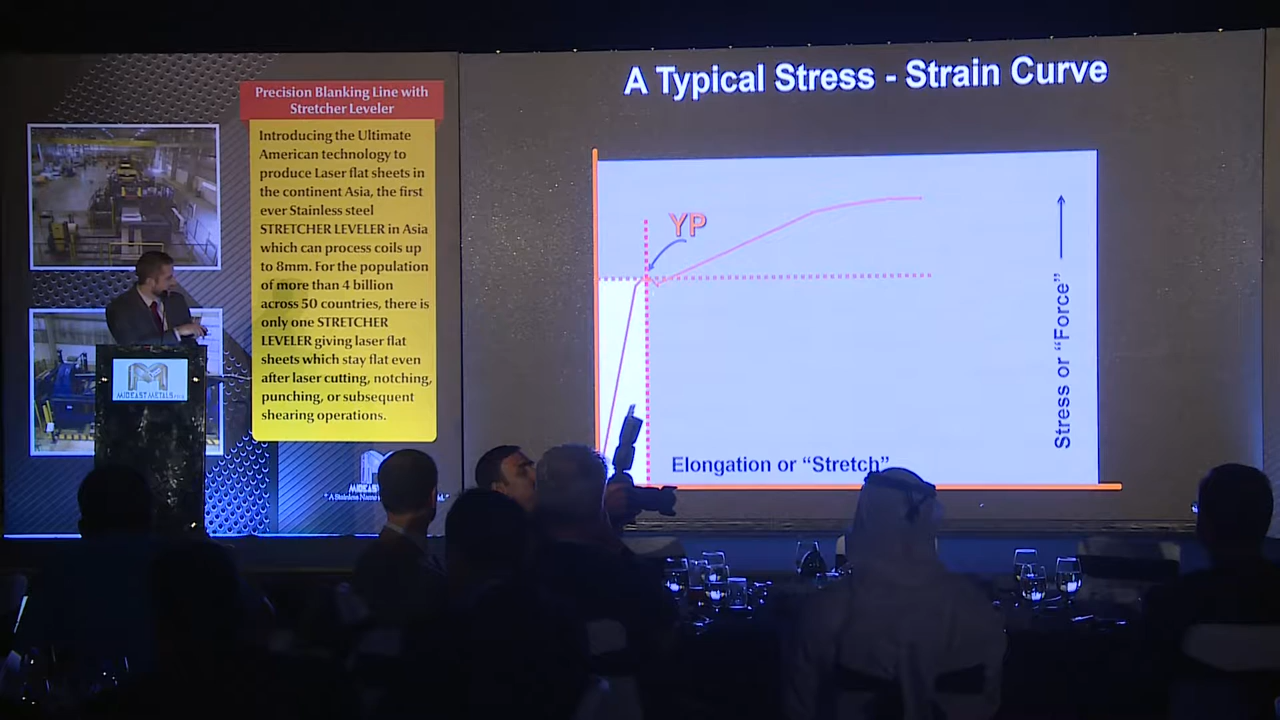 Precision Blanking Line with
Stretcher Leveler
Introducing the Ultimate
American technology to
produce Laser flat sheets in
the continent Asia, the first
ever Stainless steel
STRETCHER LEVELER in Asia
which can process coils up
to 8mm. For the population
of more than 4 billion
across 50 countries, there is
only one STRETCHER
LEVELER giving laser flat
sheets which stay flat even
after laser cutting, notching,
punching, or subsequent
shearing operations.
MIDEAST METALS
MIDEAST
"A Stainless Name
A Typical Stress - Strain Curve
YP
Stress or "Force"
Elongation or "Stretch"